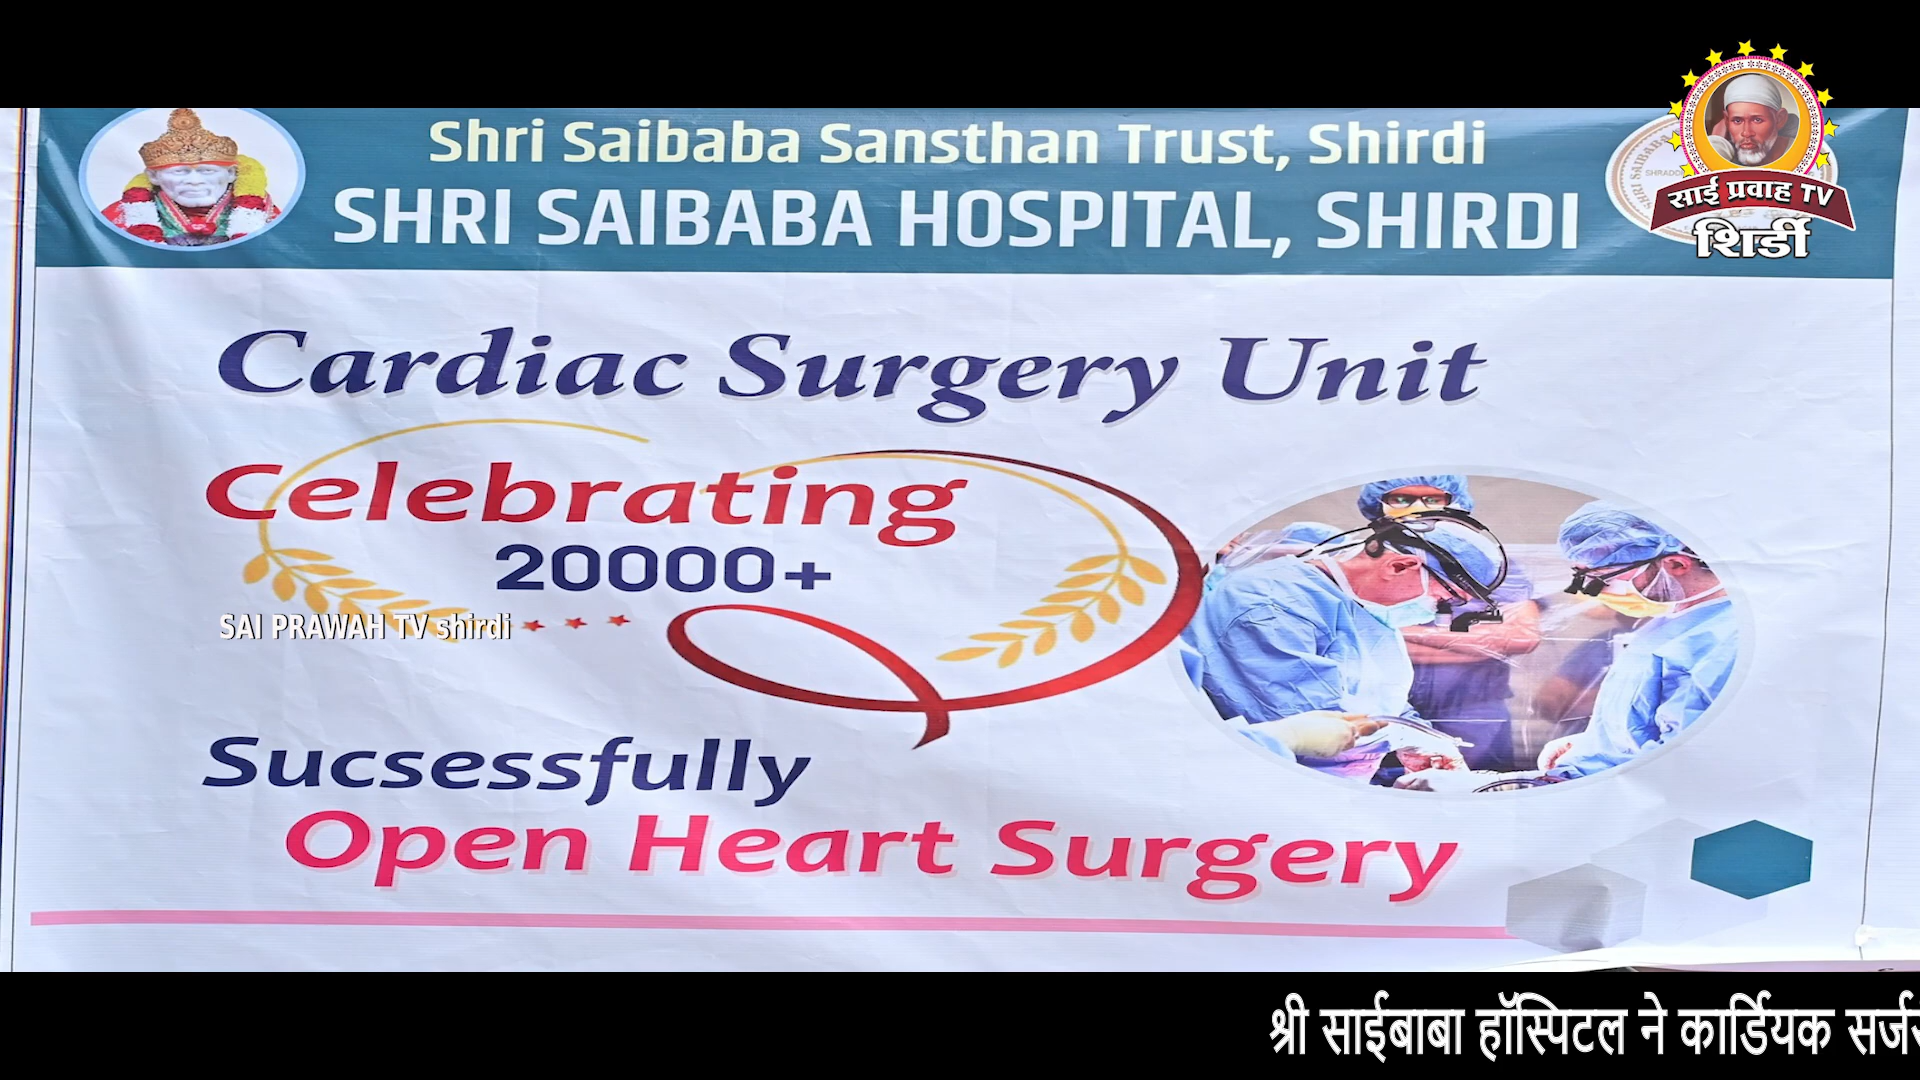 Shri Saibaba Sansthan Trust, Shirdi
SHRI SAIBABA HOSPITAL, SHIRDI
साई प्रवाह TV
शिर्डी
Cardiac Surgery Unit
Celebrating
20000+
SAI PRAWAH TV shirdi
Sucsessfully
Open Heart Surgery
श्री साईबाबा हॉस्पिटल ने कार्डियक